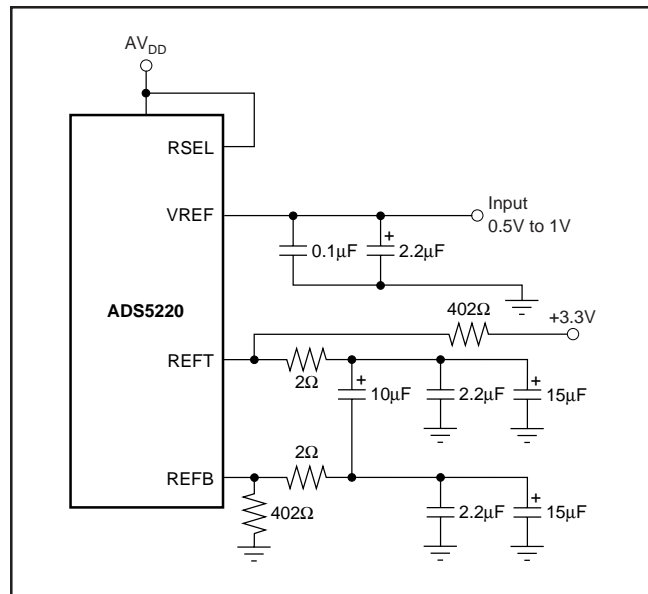 AVDD
RSEL
VREF
Input
0.5V to 1V
+
0.1µF
2.2µF
ADS5220
402Ω
+3.3V
REFT
2Ω
+
10µF
2.2µF
+
15µF
2Ω
REFB
402Ω
2.2µF
+
15µF